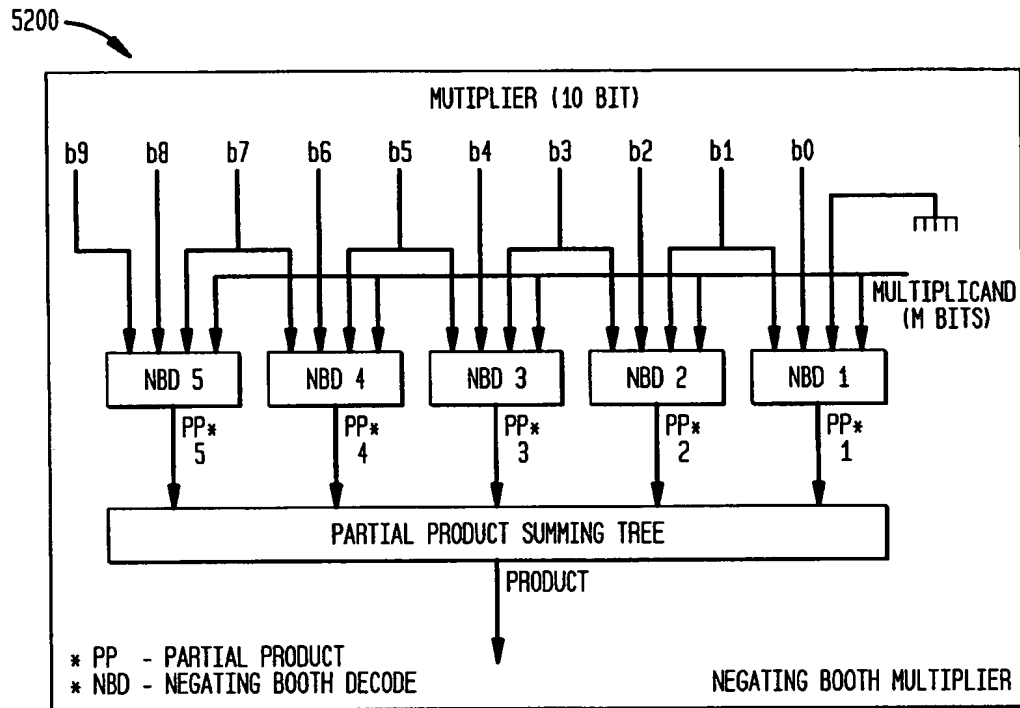 5200
MUTIPLIER (10 BIT)
b9 b8 b7 b6 b5 b4 b3 b2 b1 b0
MULTIPLICAND
(M BITS)
NBD 5 NBD 4 NBD 3 NBD 2 NBD 1
PP* PP* PP* PP* PP*
5 4 3 2 1
PARTIAL PRODUCT SUMMING TREE
PRODUCT
* PP - PARTIAL PRODUCT
* NBD - NEGATING BOOTH DECODE
NEGATING BOOTH MULTIPLIER